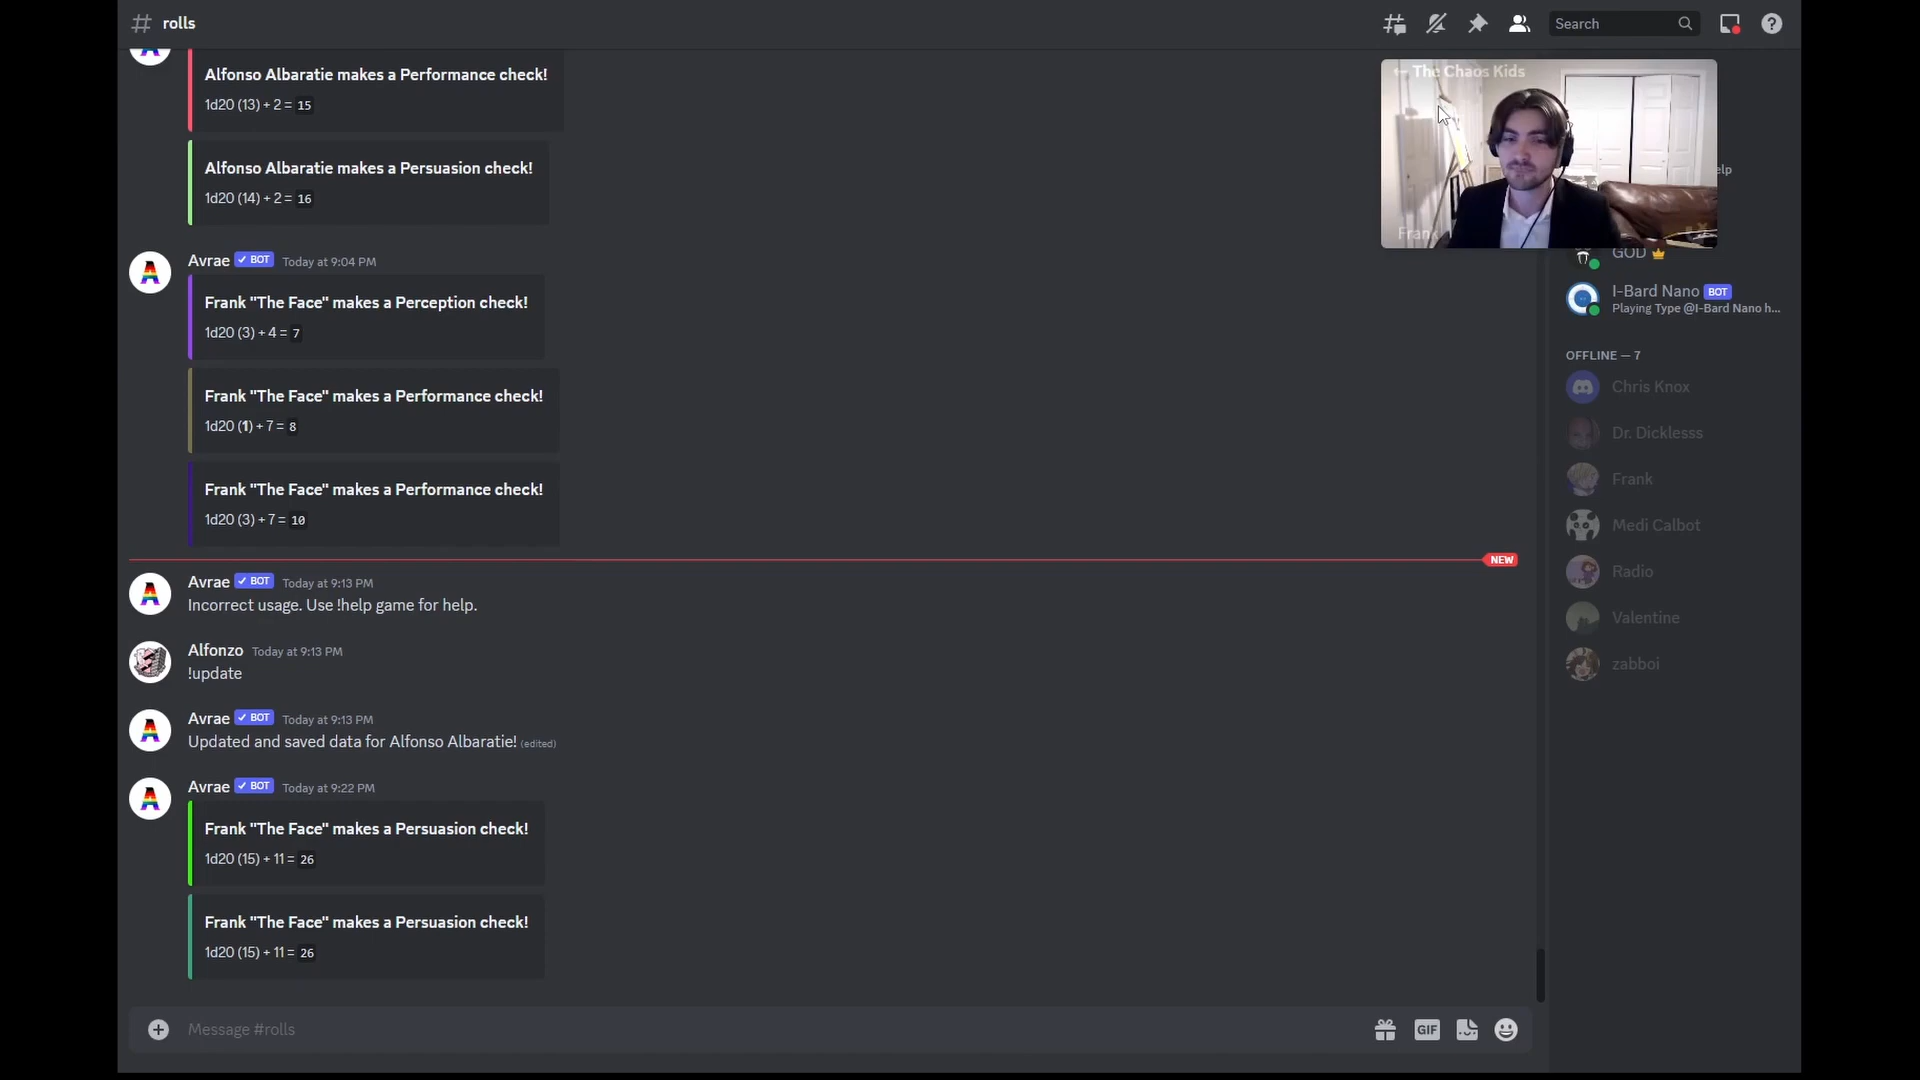 rolls
Search
Alfonso Albaratie makes a Performance check!
1d20 (13) + 2 = 15
Alfonso Albaratie makes a Persuasion check!
1d20 (14) + 2 = 16
Avrae ✓ BOT Today at 9:04 PM
Frank "The Face" makes a Perception check!
1d20 (3) + 4 = 7
Frank "The Face" makes a Performance check!
1d20 (1) + 7 = 8
Frank "The Face" makes a Performance check!
1d20 (3) + 7 = 10
NEW
Avrae ✓ BOT Today at 9:13 PM
Incorrect usage. Use !help game for help.
Alfonzo Today at 9:13 PM
!update
Avrae ✓ BOT Today at 9:13 PM
Updated and saved data for Alfonso Albaratie! (edited)
Avrae ✓ BOT Today at 9:22 PM
Frank "The Face" makes a Persuasion check!
1d20 (15) + 11 = 26
Frank "The Face" makes a Persuasion check!
1d20 (15) + 11 = 26
Message #rolls
GIF
The Chaos Kids
Frank
elp
GOD
I-Bard Nano BOT
Playing Type @I-Bard Nano h...
OFFLINE — 7
Chris Knox
Dr. Dicklesss
Frank
Medi Calbot
Radio
Valentine
zabboi